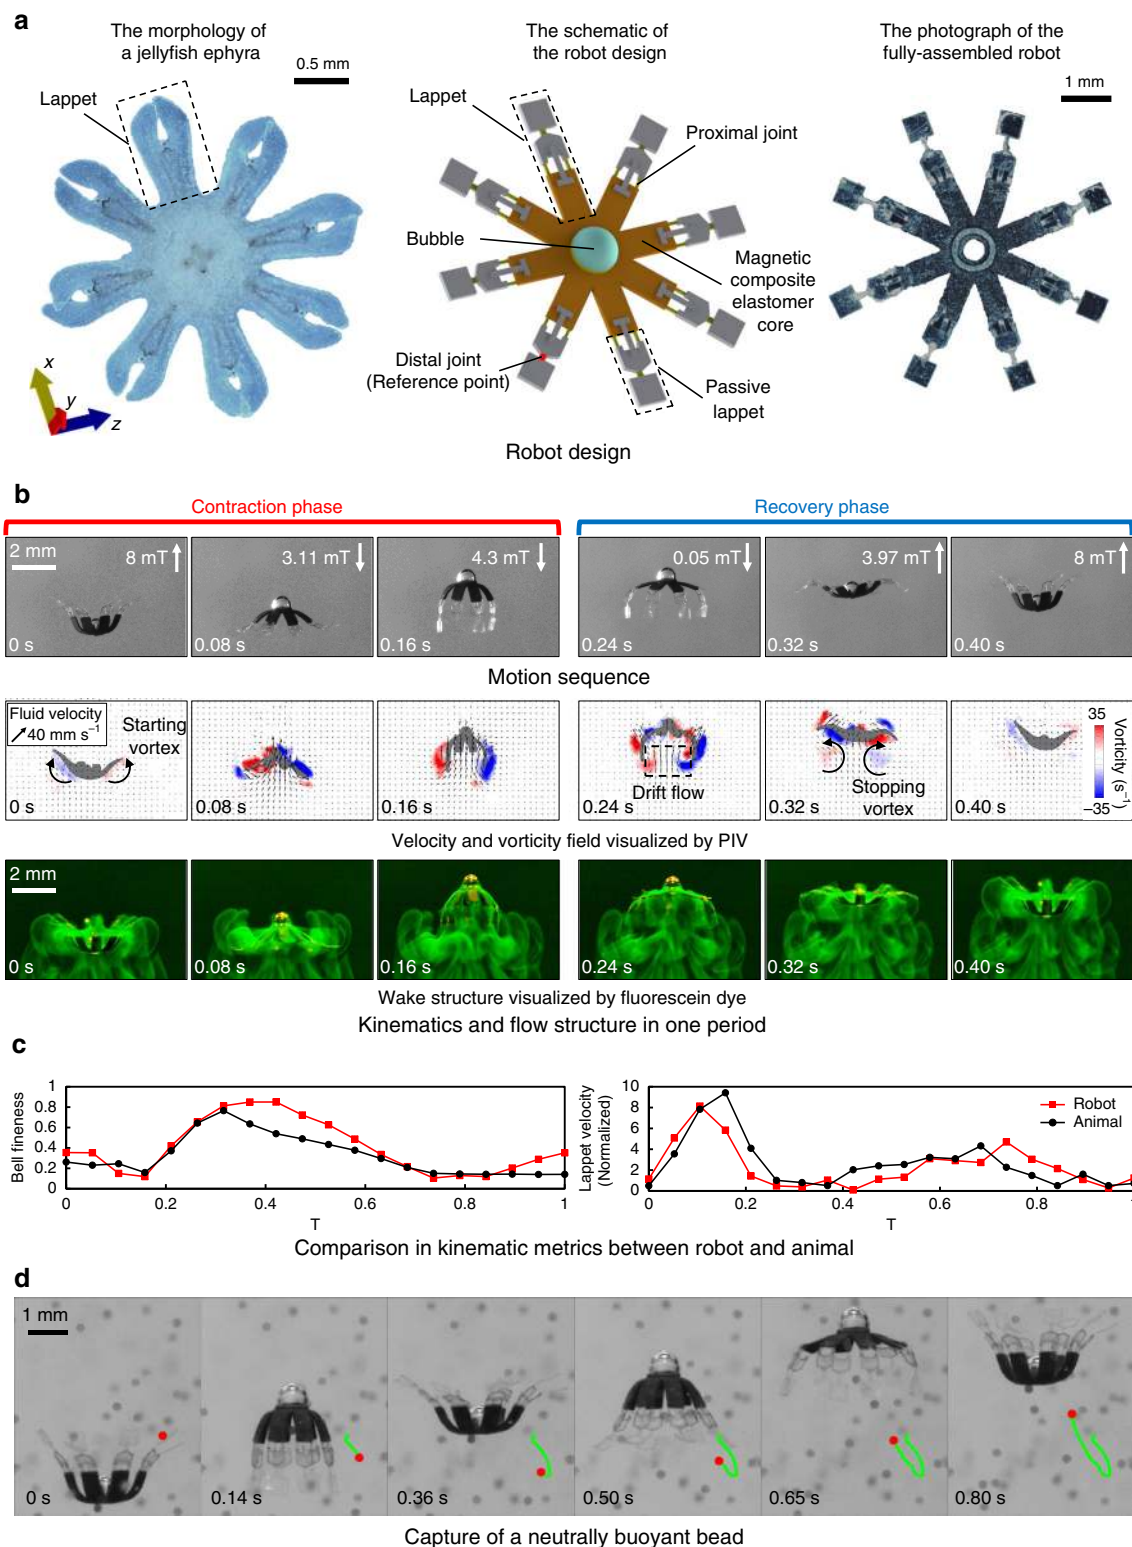 a
The morphology of
a jellyfish ephyra
0.5 mm
Lappet
x
y
z
The schematic of
the robot design
Lappet
Proximal joint
Bubble
Magnetic
composite
elastomer
core
Distal joint
(Reference point)
Passive
lappet
The photograph of the
fully-assembled robot
1 mm
Robot design
b
Contraction phase
Recovery phase
2 mm
8 mT
0 s
3.11 mT
0.08 s
4.3 mT
0.16 s
0.05 mT
0.24 s
3.97 mT
0.32 s
8 mT
0.40 s
Motion sequence
Fluid velocity
40 mm s⁻¹
Starting
vortex
0 s
0.08 s
0.16 s
Drift flow
0.24 s
Stopping
vortex
0.32 s
0.40 s
35
−35
Vorticity (s⁻¹)
Velocity and vorticity field visualized by PIV
2 mm
0 s
0.08 s
0.16 s
0.24 s
0.32 s
0.40 s
Wake structure visualized by fluorescein dye
Kinematics and flow structure in one period
c
Bell fineness
1
0.8
0.6
0.4
0.2
0
0
0.2
0.4
0.6
0.8
1
T
Lappet velocity
(Normalized)
10
8
6
4
2
0
0
0.2
0.4
0.6
0.8
1
T
Robot
Animal
Comparison in kinematic metrics between robot and animal
d
1 mm
0 s
0.14 s
0.36 s
0.50 s
0.65 s
0.80 s
Capture of a neutrally buoyant bead